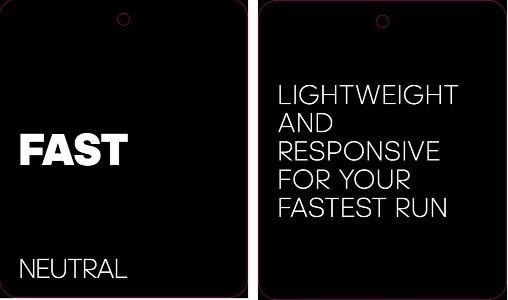 FAST
NEUTRAL
LIGHTWEIGHT
AND
RESPONSIVE
FOR YOUR
FASTEST RUN